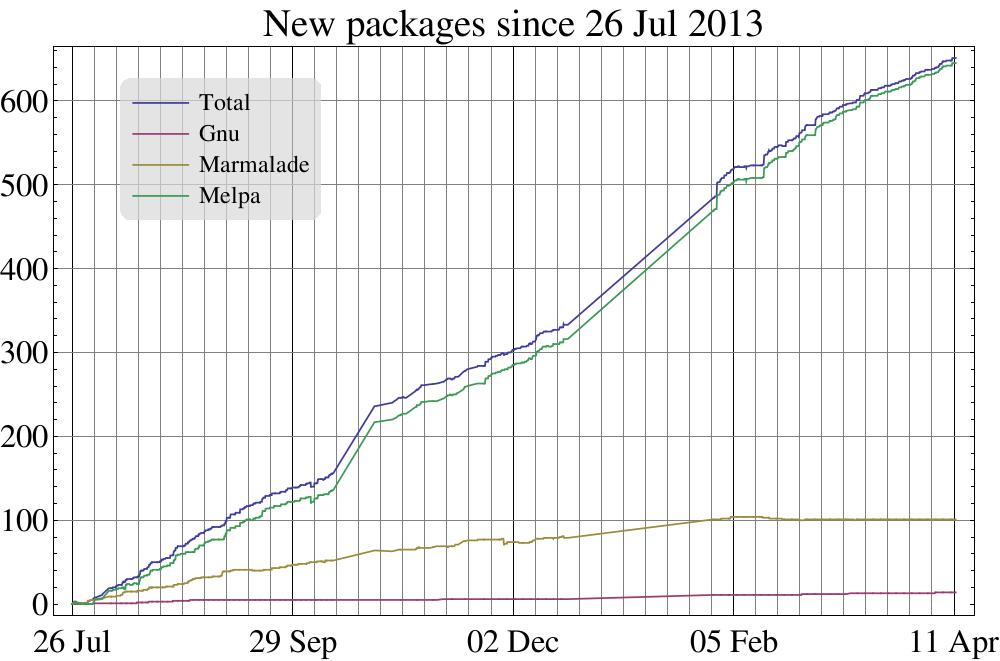 New packages since 26 Jul 2013
Total
Gnu
Marmalade
Melpa
600
500
400
300
200
100
0
26 Jul 29 Sep 02 Dec 05 Feb 11 Apr